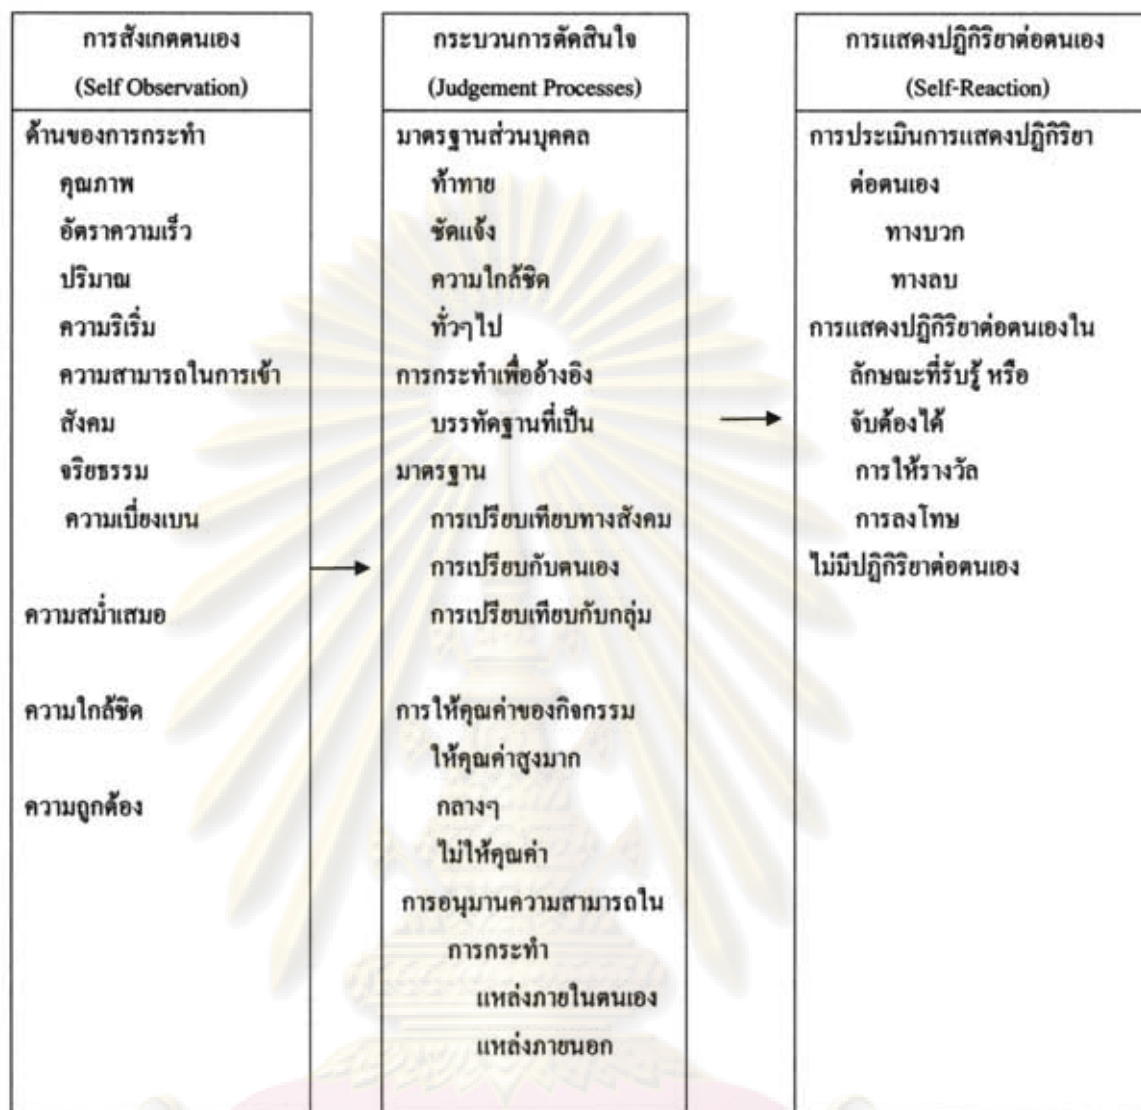 การสังเกตตนเอง
(Self Observation)
ด้านของการกระทำ
คุณภาพ
อัตราความเร็ว
ปริมาณ
ความริเริ่ม
ความสามารถในการเข้า
สังคม
จริยธรรม
ความเบี่ยงเบน
ความสม่ำเสมอ
ความใกล้ชิด
ความถูกต้อง
กระบวนการตัดสินใจ
(Judgement Processes)
มาตรฐานส่วนบุคคล
ท้าทาย
ชัดแจ้ง
ความใกล้ชิด
ทั่วๆไป
การกระทำเพื่ออ้างอิง
บรรทัดฐานที่เป็น
มาตรฐาน
การเปรียบเทียบทางสังคม
การเปรียบกับตนเอง
การเปรียบเทียบกับกลุ่ม
การให้คุณค่าของกิจกรรม
ให้คุณค่าสูงมาก
กลางๆ
ไม่ให้คุณค่า
การอนุมานความสามารถใน
การกระทำ
แหล่งภายในตนเอง
แหล่งภายนอก
การแสดงปฏิกิริยาต่อตนเอง
(Self-Reaction)
การประเมินการแสดงปฏิกิริยา
ต่อตนเอง
ทางบวก
ทางลบ
การแสดงปฏิกิริยาต่อตนเองใน
ลักษณะที่รับรู้ หรือ
จับต้องได้
การให้รางวัล
การลงโทษ
ไม่มีปฏิกิริยาต่อตนเอง